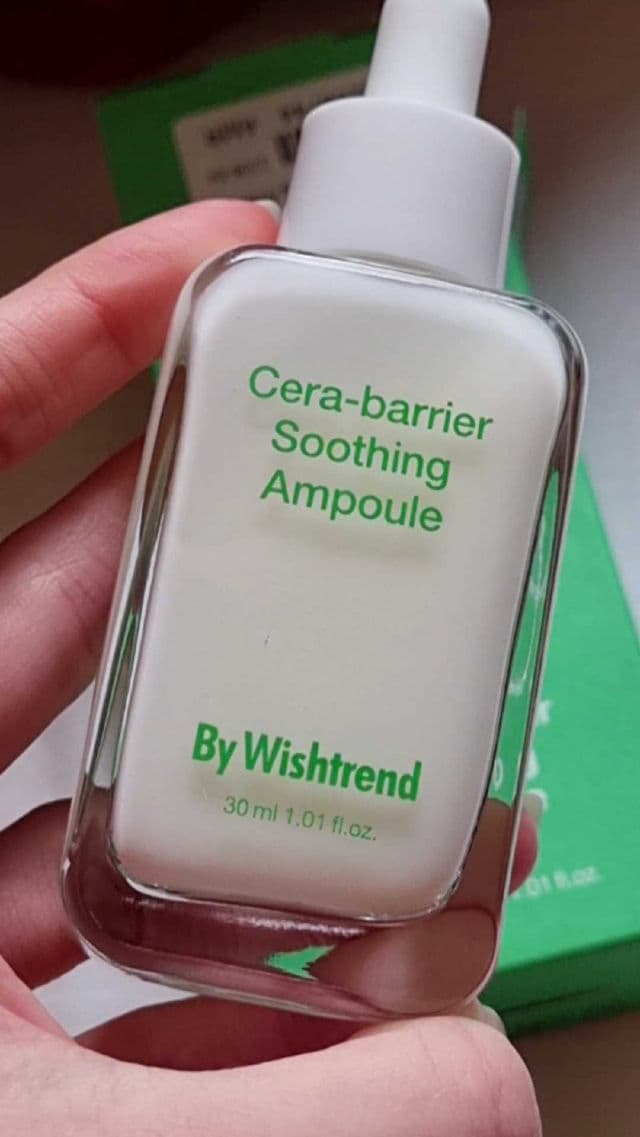 Cera-barrier
Soothing
Ampoule
By Wishtrend
30 ml 1.01 fl.oz.